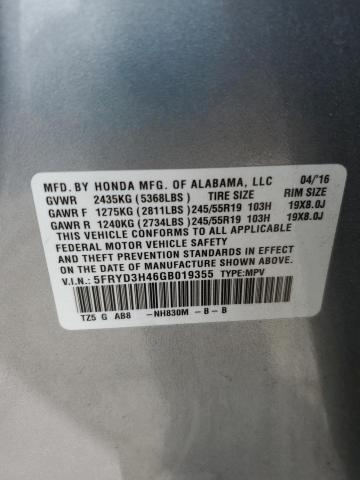 MFD. BY HONDA MFG. OF ALABAMA, LLC 04/'16
GVWR 2435KG (5368LBS) TIRE SIZE RIM SIZE
GAWR F 1275KG (2811LBS) 245/55R19 103H 19X8.0J
GAWR R 1240KG (2734LBS) 245/55R19 103H 19X8.0J
THIS VEHICLE CONFORMS TO ALL APPLICABLE
FEDERAL MOTOR VEHICLE SAFETY
AND THEFT PREVENTION STANDARDS IN EFFECT
ON THE DATE OF MANUFACTURE SHOWN ABOVE.
V.I.N.: 5FRYD3H46GB019355 TYPE:MPV
TZ5 G AB8 -NH830M -B -B